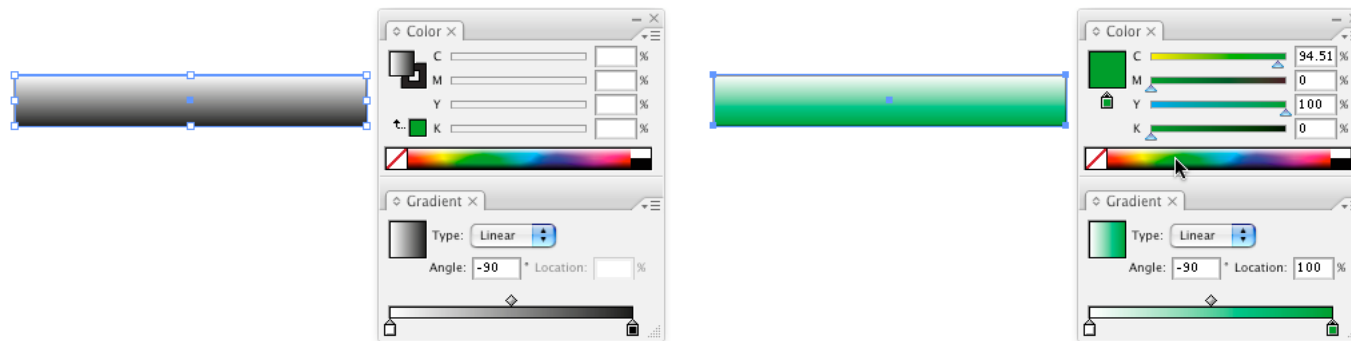 Color
C %
M %
Y %
K %
Gradient
Type: Linear
Angle: -90 ° Location: %
Color
C 94.51 %
M 0 %
Y 100 %
K 0 %
Gradient
Type: Linear
Angle: -90 ° Location: 100 %